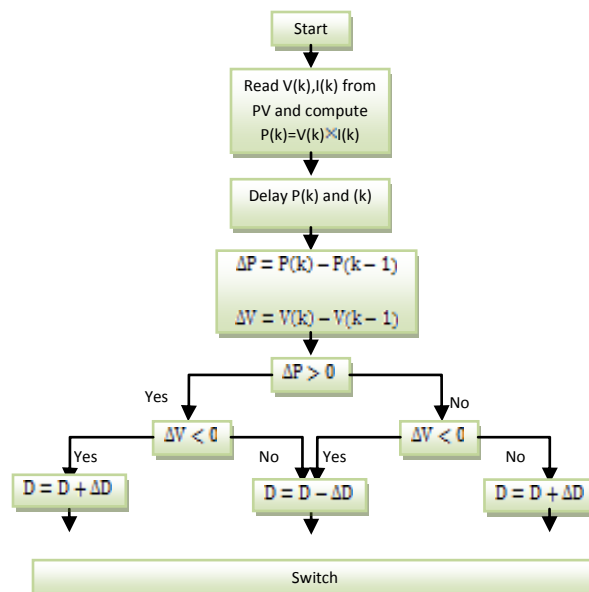 Start
Read V(k),I(k) from
PV and compute
P(k)=V(k)×I(k)
Delay P(k) and (k)
ΔP = P(k) − P(k − 1)
ΔV = V(k) − V(k − 1)
ΔP > 0
Yes
No
ΔV < 0
ΔV < 0
Yes
No
Yes
No
D = D + ΔD
D = D − ΔD
D = D + ΔD
Switch